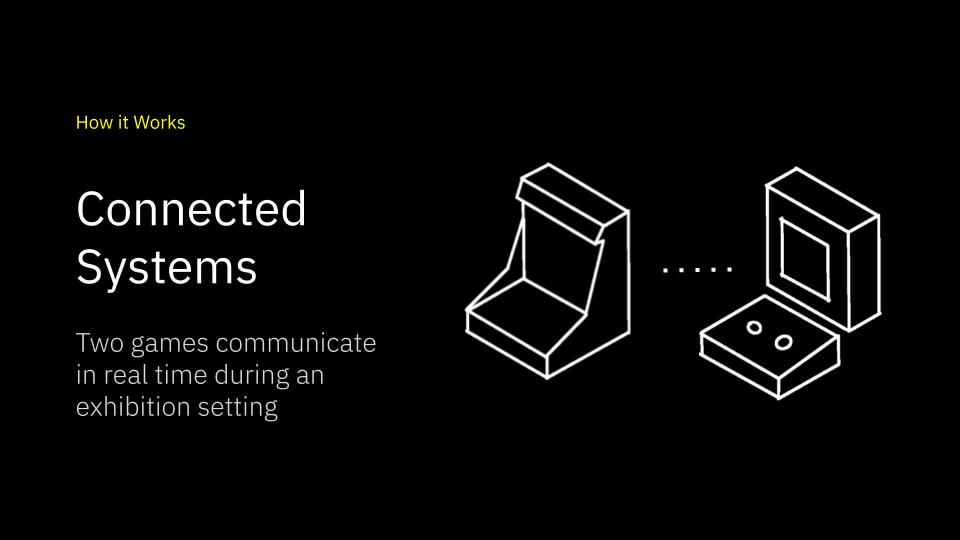 How it Works
Connected
Systems
Two games communicate
in real time during an
exhibition setting